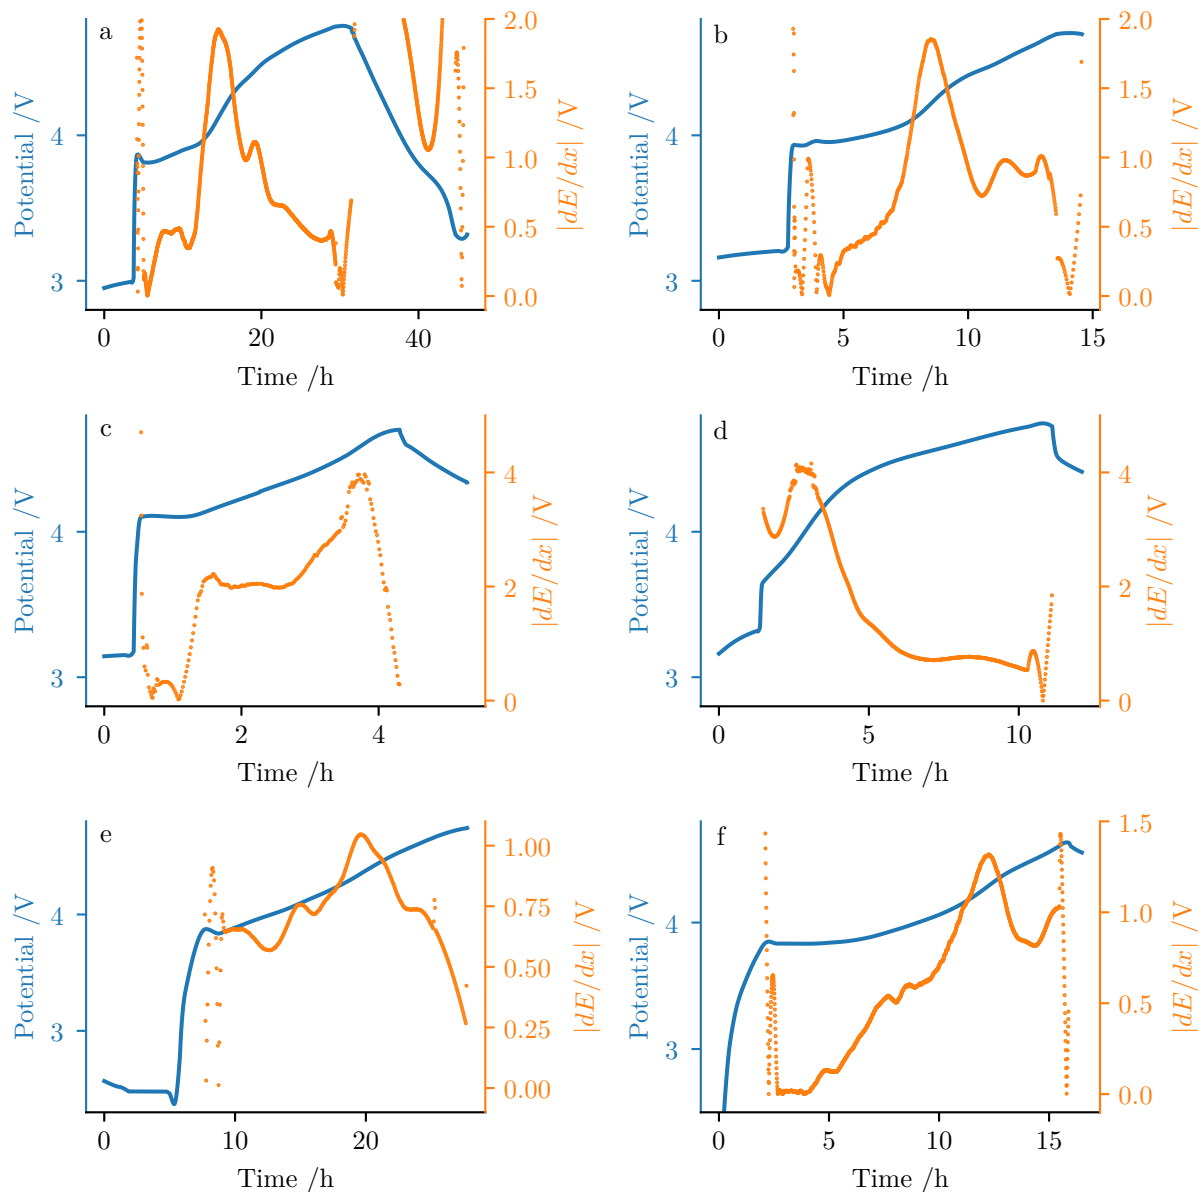 a
Potential /V
4
3
2.0
1.5
1.0
0.5
0.0
|dE/dx| /V
0 20 40
Time /h
b
Potential /V
4
3
2.0
1.5
1.0
0.5
0.0
|dE/dx| /V
0 5 10 15
Time /h
c
Potential /V
4
3
4
2
0
|dE/dx| /V
0 2 4
Time /h
d
Potential /V
4
3
4
2
0
|dE/dx| /V
0 5 10
Time /h
e
Potential /V
4
3
1.00
0.75
0.50
0.25
0.00
|dE/dx| /V
0 10 20
Time /h
f
Potential /V
4
3
1.5
1.0
0.5
0.0
|dE/dx| /V
0 5 10 15
Time /h